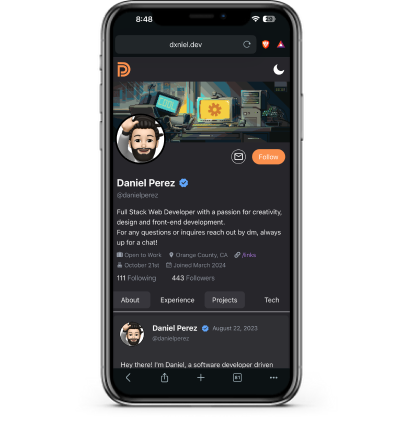 8:48
29
dxniel.dev
Follow
Daniel Perez
@danielperez
Full Stack Web Developer with a passion for creativity,
design and front-end development.
For any questions or inquires reach out by dm, always
up for a chat!
Open to Work Orange County, CA /links
October 21st Joined March 2024
111 Following 443 Followers
About Experience Projects Tech
Daniel Perez August 22, 2023
@danielperez
Hey there! I'm Daniel, a software developer driven